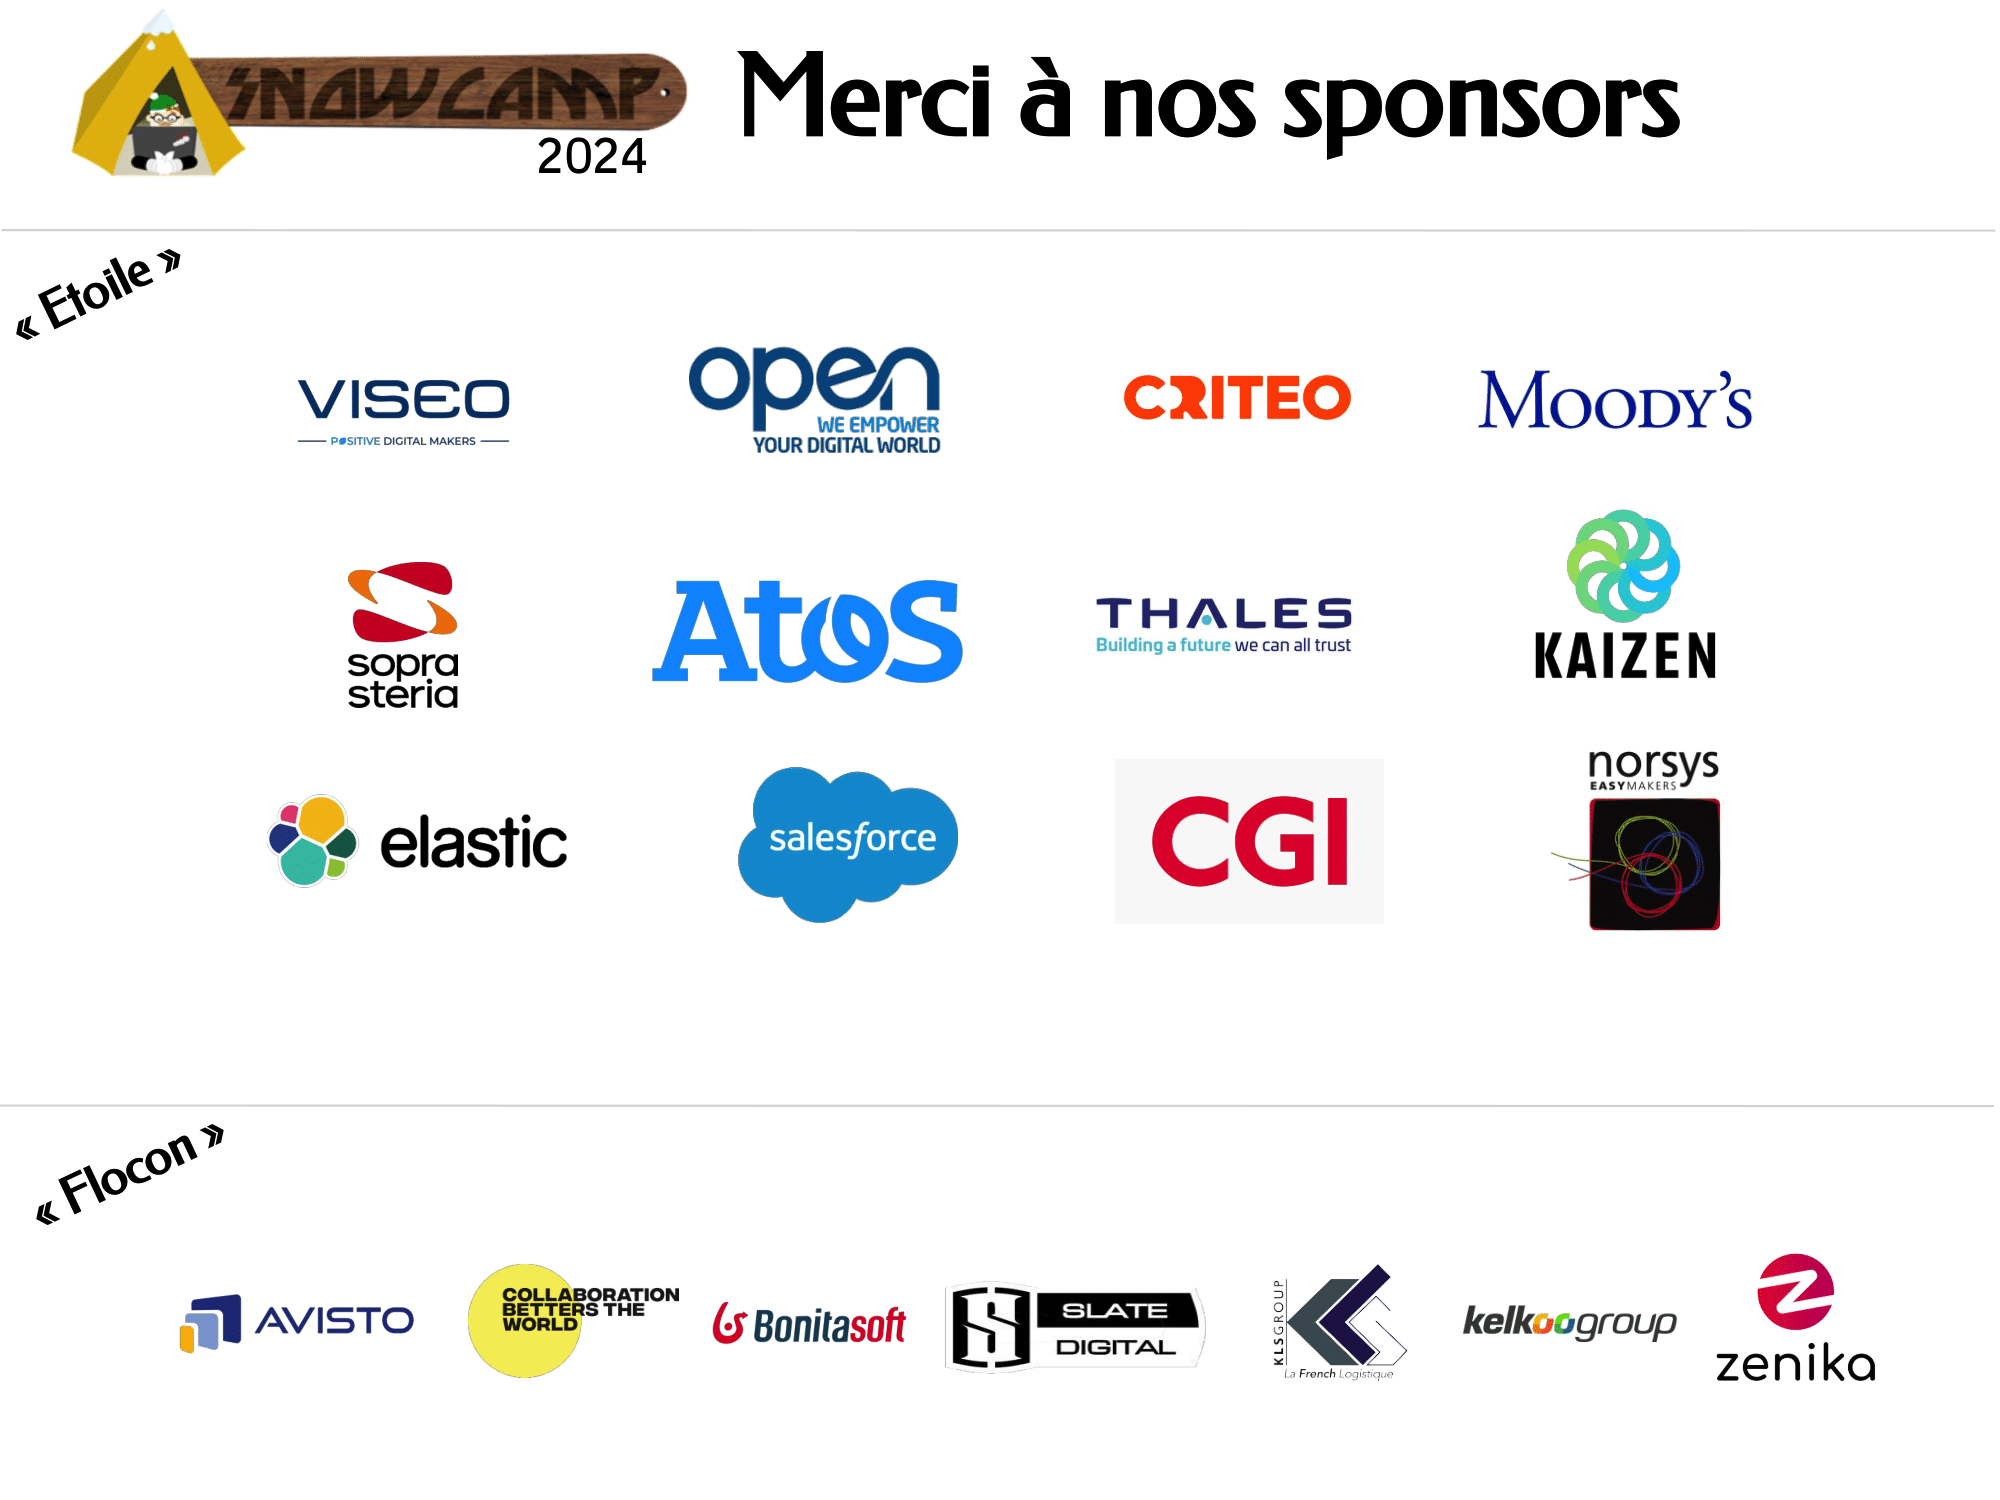 SNOWCAMP
2024
Merci à nos sponsors
« Etoile »
VISEO
POSITIVE DIGITAL MAKERS
open
WE EMPOWER
YOUR DIGITAL WORLD
CRITEO
MOODY'S
sopra
steria
Atos
THALES
Building a future we can all trust
KAIZEN
elastic
salesforce
CGI
norsys
EASYMAKERS
« Flocon »
AVISTO
COLLABORATION
BETTERS THE
WORLD
Bonitasoft
SLATE
DIGITAL
KLSGROUP
La French Logistique
kelkoogroup
zenika